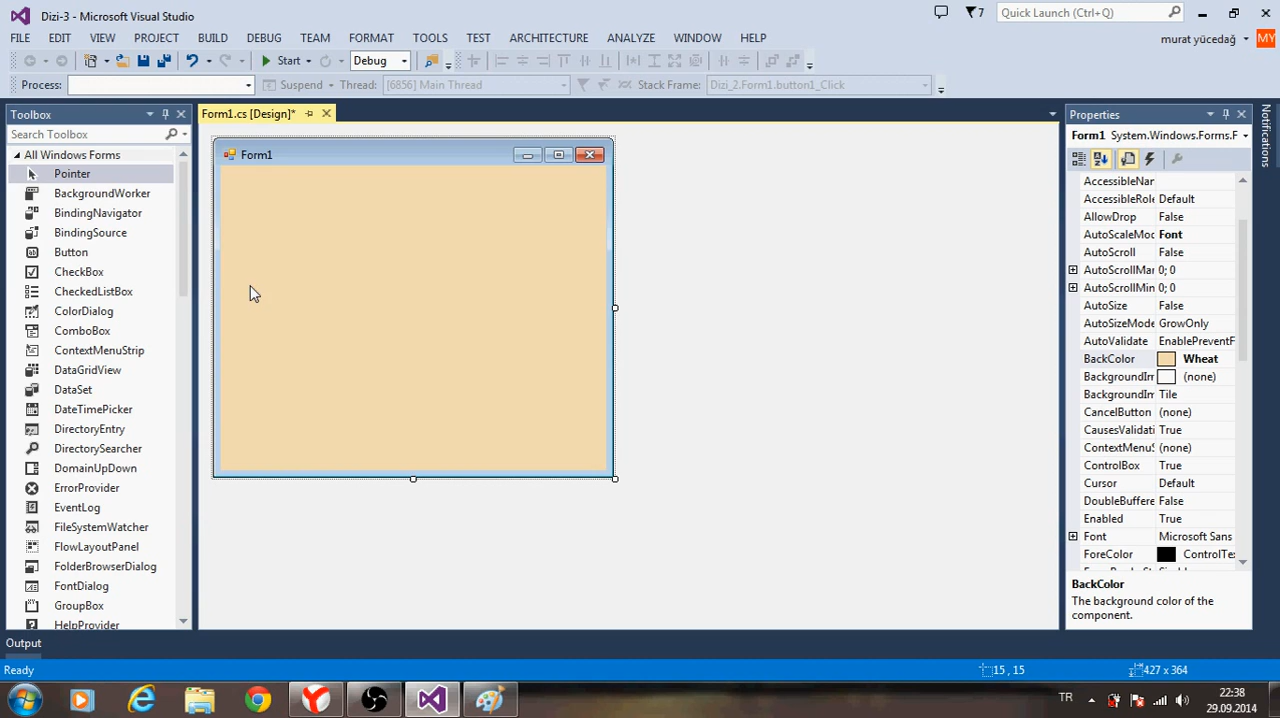 Dizi-3 - Microsoft Visual Studio
7
Quick Launch (Ctrl+Q)
FILE EDIT VIEW PROJECT BUILD DEBUG TEAM FORMAT TOOLS TEST ARCHITECTURE ANALYZE WINDOW HELP
murat yücedağ MY
Start Debug
Process: Suspend Thread: [6856] Main Thread Stack Frame: Dizi_2.Form1.button1_Click
Toolbox
Search Toolbox
All Windows Forms
Pointer
BackgroundWorker
BindingNavigator
BindingSource
Button
CheckBox
CheckedListBox
ColorDialog
ComboBox
ContextMenuStrip
DataGridView
DataSet
DateTimePicker
DirectoryEntry
DirectorySearcher
DomainUpDown
ErrorProvider
EventLog
FileSystemWatcher
FlowLayoutPanel
FolderBrowserDialog
FontDialog
GroupBox
HelpProvider
Form1.cs [Design]*
Form1
Properties
Form1 System.Windows.Forms.F
AccessibleNar
AccessibleRole Default
AllowDrop False
AutoScaleMod Font
AutoScroll False
AutoScrollMar 0; 0
AutoScrollMin 0; 0
AutoSize False
AutoSizeMode GrowOnly
AutoValidate EnablePreventF
BackColor Wheat
BackgroundIm (none)
BackgroundIm Tile
CancelButton (none)
CausesValidati True
ContextMenuS (none)
ControlBox True
Cursor Default
DoubleBuffere False
Enabled True
Font Microsoft Sans
ForeColor ControlTex
BackColor
The background color of the
component.
Notifications
Output
Ready
15 , 15
427 x 364
TR
22:38
29.09.2014